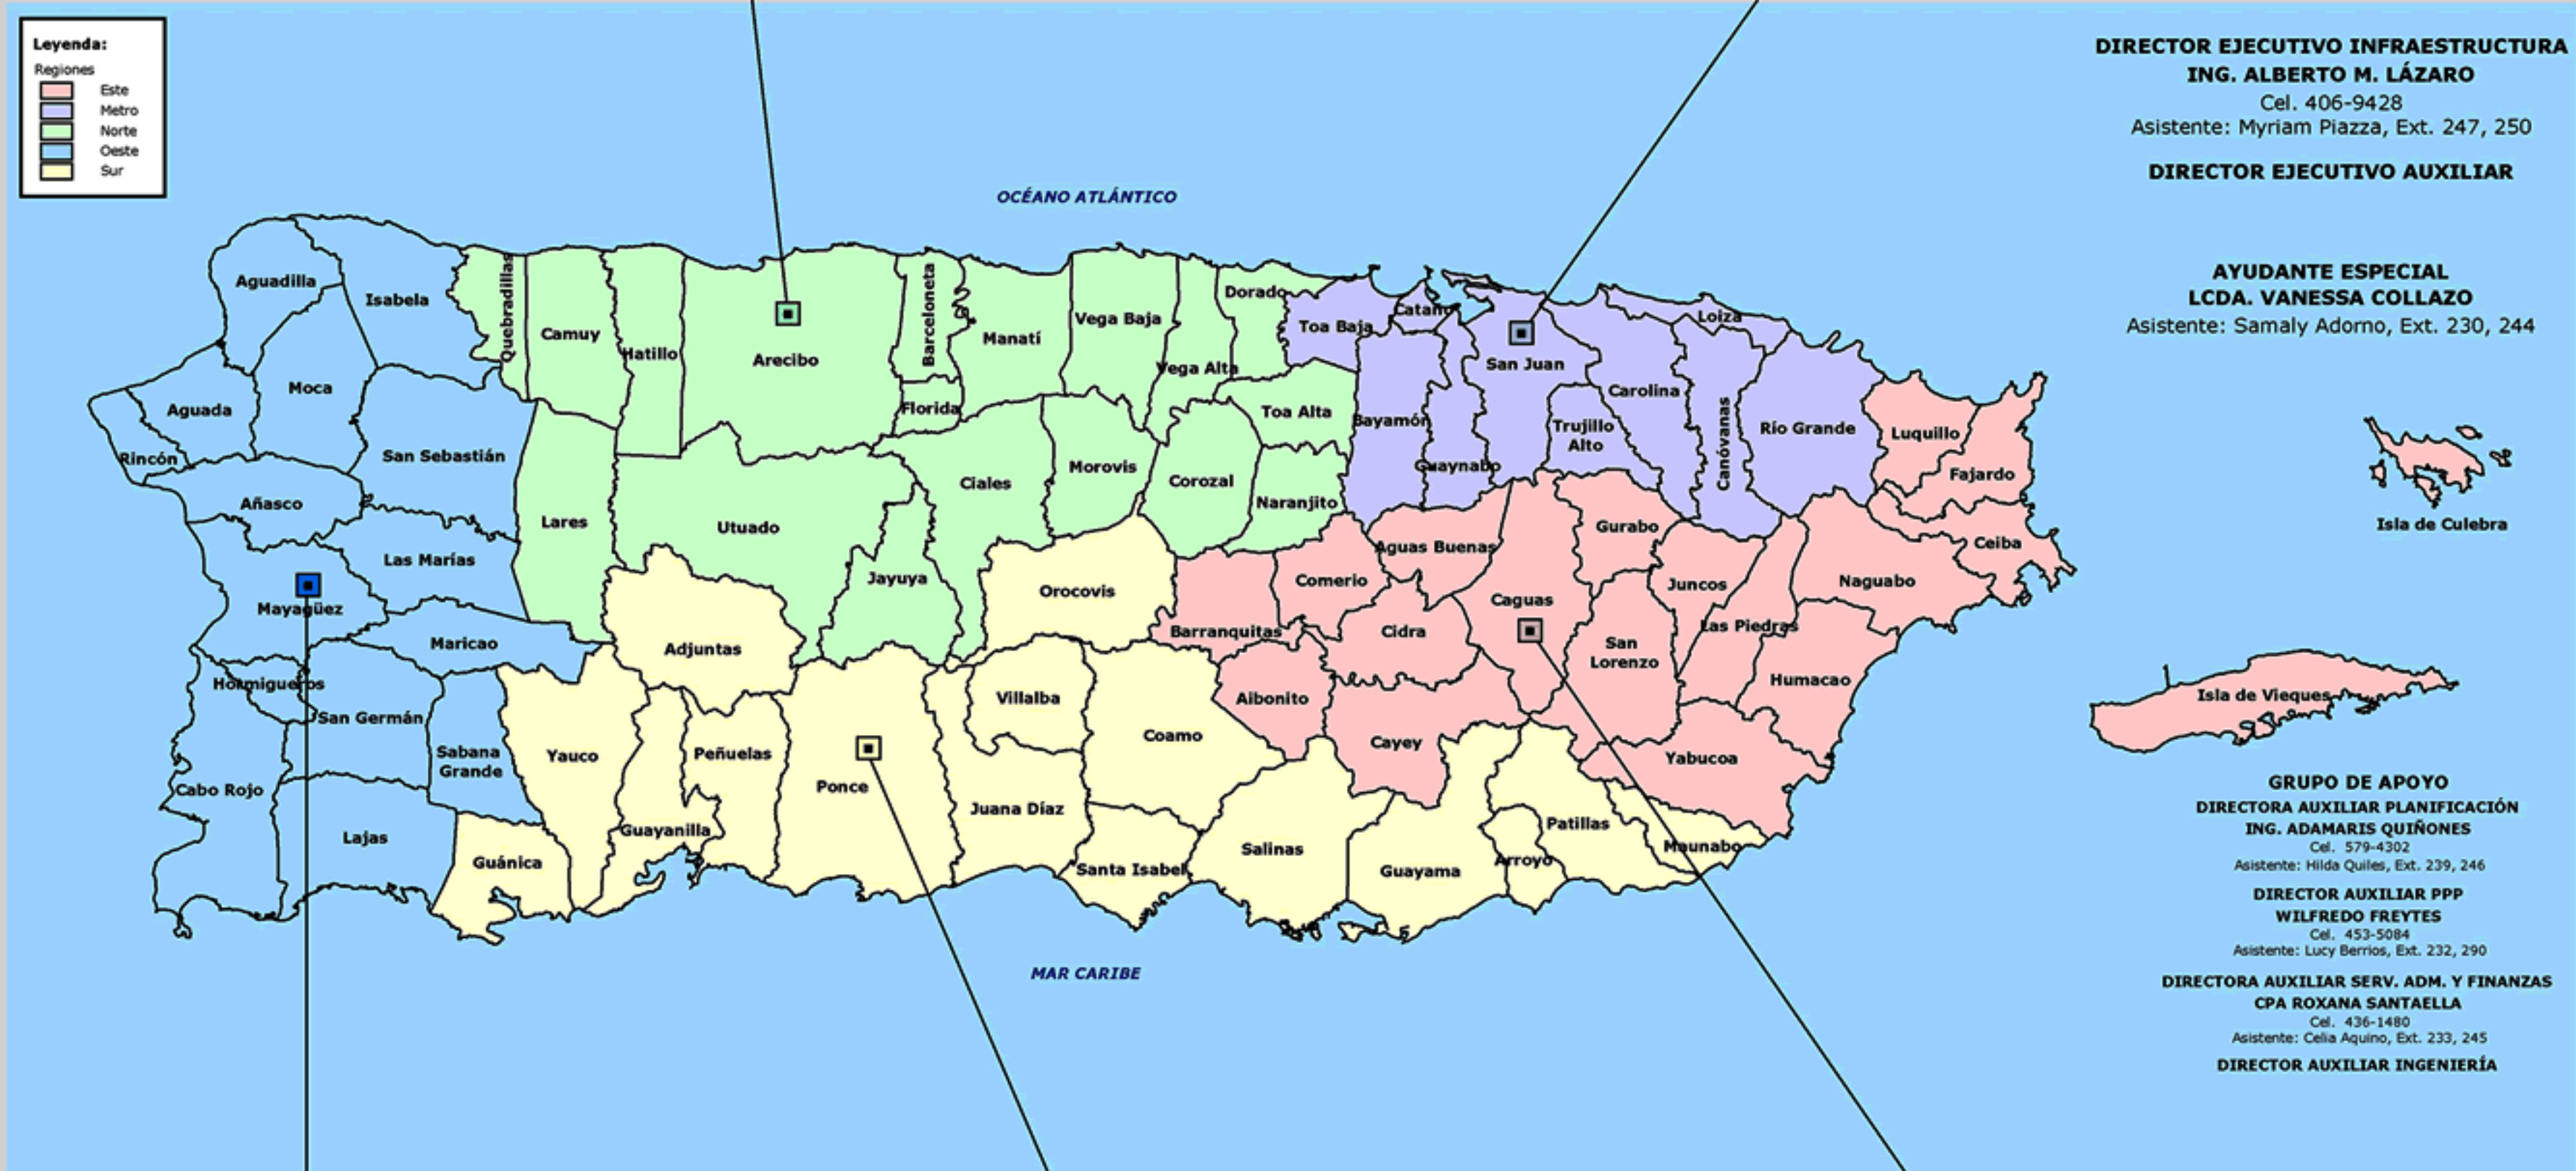 Leyenda:
Regiones
Este
Metro
Norte
Oeste
Sur
DIRECTOR EJECUTIVO INFRAESTRUCTURA
ING. ALBERTO M. LÁZARO
Cel. 406-9428
Asistente: Myriam Piazza, Ext. 247, 250
DIRECTOR EJECUTIVO AUXILIAR
AYUDANTE ESPECIAL
LCDA. VANESSA COLLAZO
Asistente: Samaly Adorno, Ext. 230, 244
OCÉANO ATLÁNTICO
Aguadilla
Isabela
Quebradillas
Camuy
Hatillo
Arecibo
Barceloneta
Florida
Manatí
Vega Baja
Vega Alta
Dorado
Toa Baja
Cataño
San Juan
Loiza
Moca
Aguada
Rincón
San Sebastián
Añasco
Lares
Utuado
Ciales
Morovis
Corozal
Toa Alta
Naranjito
Bayamón
Guaynabo
Trujillo
Alto
Carolina
Canóvanas
Río Grande
Luquillo
Fajardo
Isla de Culebra
Las Marías
Mayagüez
Maricao
Jayuya
Orocovis
Barranquitas
Comerio
Aguas Buenas
Gurabo
Caguas
Cidra
Juncos
Las Piedras
San
Lorenzo
Naguabo
Ceiba
Humacao
Isla de Vieques
Hormigueros
San Germán
Sabana
Grande
Cabo Rojo
Lajas
Adjuntas
Yauco
Guánica
Guayanilla
Peñuelas
Ponce
Villalba
Juana Díaz
Coamo
Santa Isabel
Aibonito
Cayey
Salinas
Guayama
Arroyo
Patillas
Maunabo
Yabucoa
MAR CARIBE
GRUPO DE APOYO
DIRECTORA AUXILIAR PLANIFICACIÓN
ING. ADAMARIS QUIÑONES
Cel. 579-4302
Asistente: Hilda Quiles, Ext. 239, 246
DIRECTOR AUXILIAR PPP
WILFREDO FREYTES
Cel. 453-5084
Asistente: Lucy Berrios, Ext. 232, 290
DIRECTORA AUXILIAR SERV. ADM. Y FINANZAS
CPA ROXANA SANTAELLA
Cel. 436-1480
Asistente: Celia Aquino, Ext. 233, 245
DIRECTOR AUXILIAR INGENIERÍA